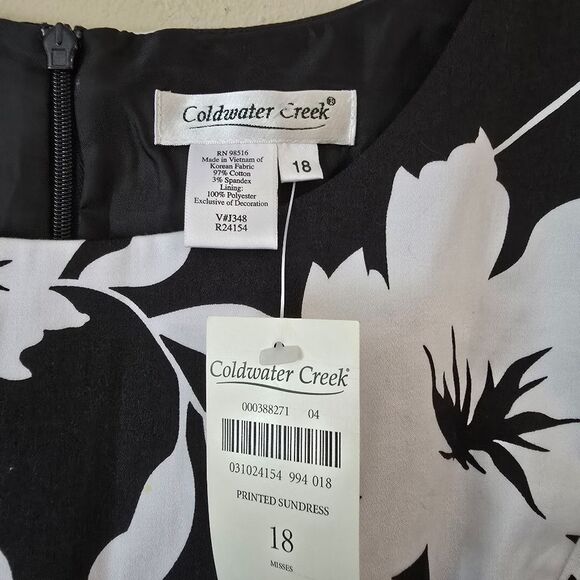 Coldwater Creek®
RN 98516
Made in Vietnam of
Korean Fabric
97% Cotton
3% Spandex
Lining:
100% Polyester
Exclusive of Decoration
V#J348
R24154
18
Coldwater Creek®
000388271 04
031024154 994 018
PRINTED SUNDRESS
18
MISSES